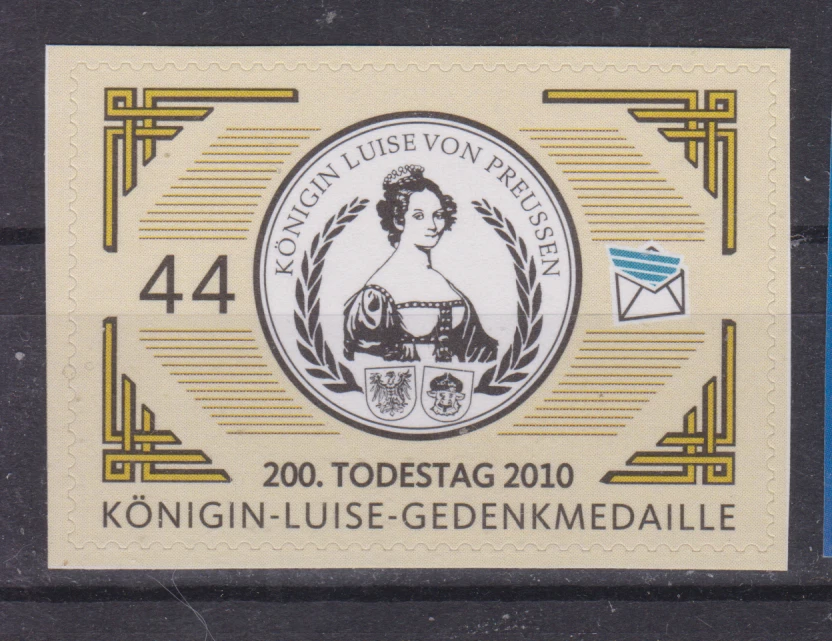 KÖNIGIN LUISE VON PREUSSEN
44
200. TODESTAG 2010
KÖNIGIN-LUISE-GEDENKMEDAILLE